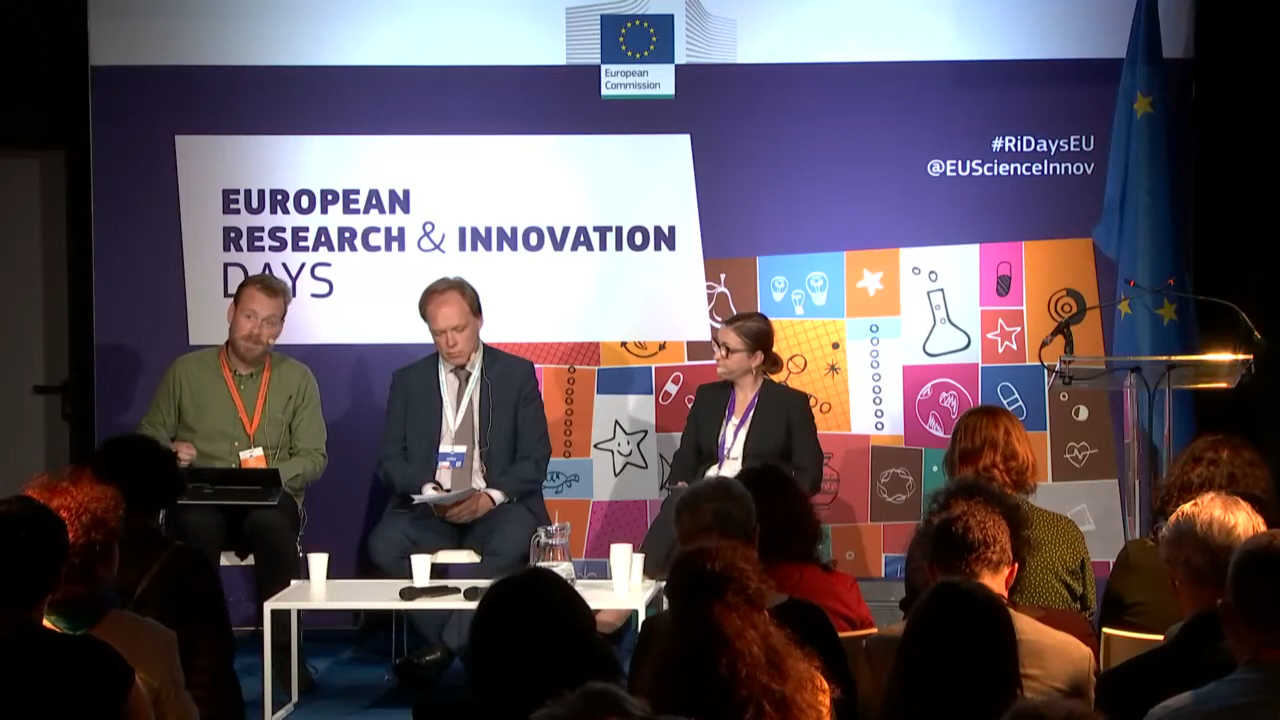 European
Commission
#RiDaysEU
@EUScienceInnov
EUROPEAN
RESEARCH & INNOVATION
DAYS